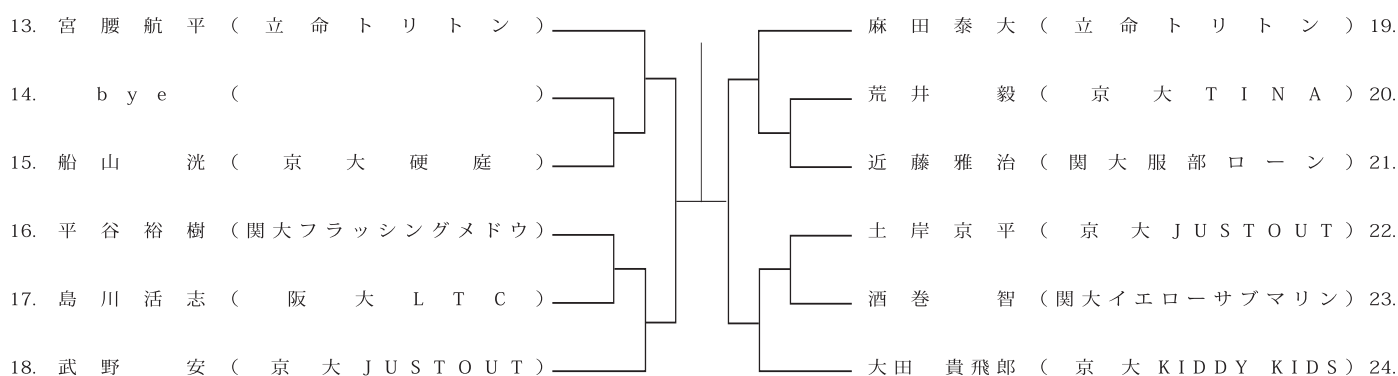 13. 宮腰航平（立命トリトン）
14. bye（　）
15. 船山　洸（京大硬庭）
16. 平谷裕樹（関大フラッシングメドウ）
17. 島川活志（阪大LTC）
18. 武野　安（京大JUSTOUT）
麻田泰大（立命トリトン）19.
荒井　毅（京大TINA）20.
近藤雅治（関大服部ローン）21.
土岸京平（京大JUSTOUT）22.
酒巻　智（関大イエローサブマリン）23.
大田　貴飛郎（京大KIDDY KIDS）24.